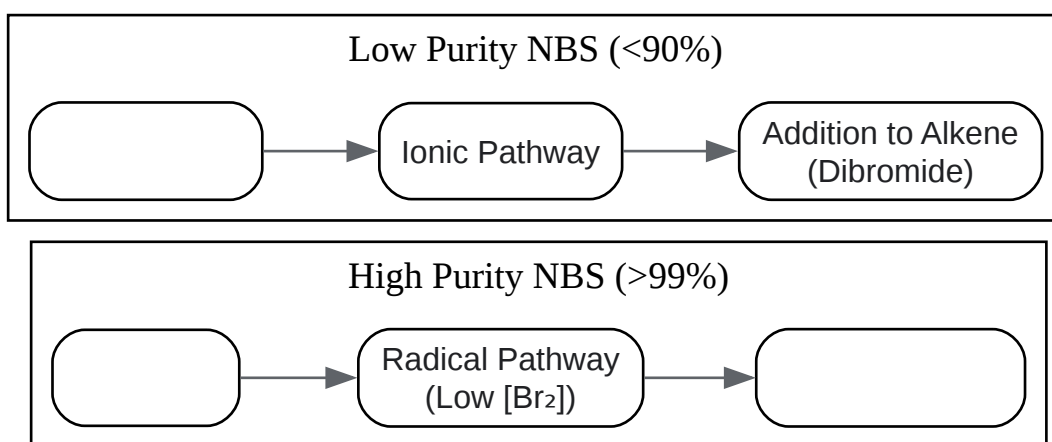 Low Purity NBS (<90%)
Ionic Pathway
Addition to Alkene
(Dibromide)
High Purity NBS (>99%)
Radical Pathway
(Low [Br₂])